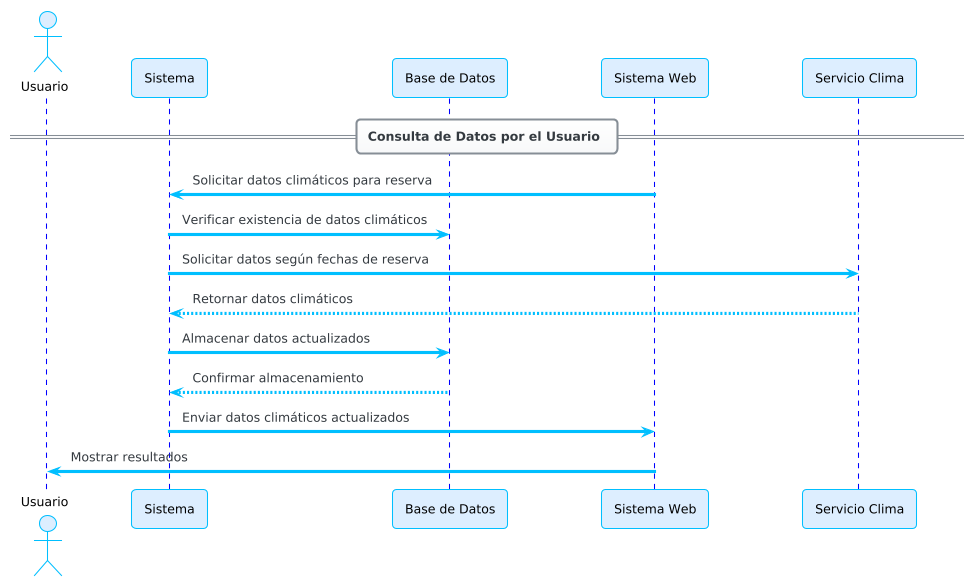 Usuario
Sistema
Base de Datos
Sistema Web
Servicio Clima
Consulta de Datos por el Usuario
Solicitar datos climáticos para reserva
Verificar existencia de datos climáticos
Solicitar datos según fechas de reserva
Retornar datos climáticos
Almacenar datos actualizados
Confirmar almacenamiento
Enviar datos climáticos actualizados
Mostrar resultados
Usuario
Sistema
Base de Datos
Sistema Web
Servicio Clima